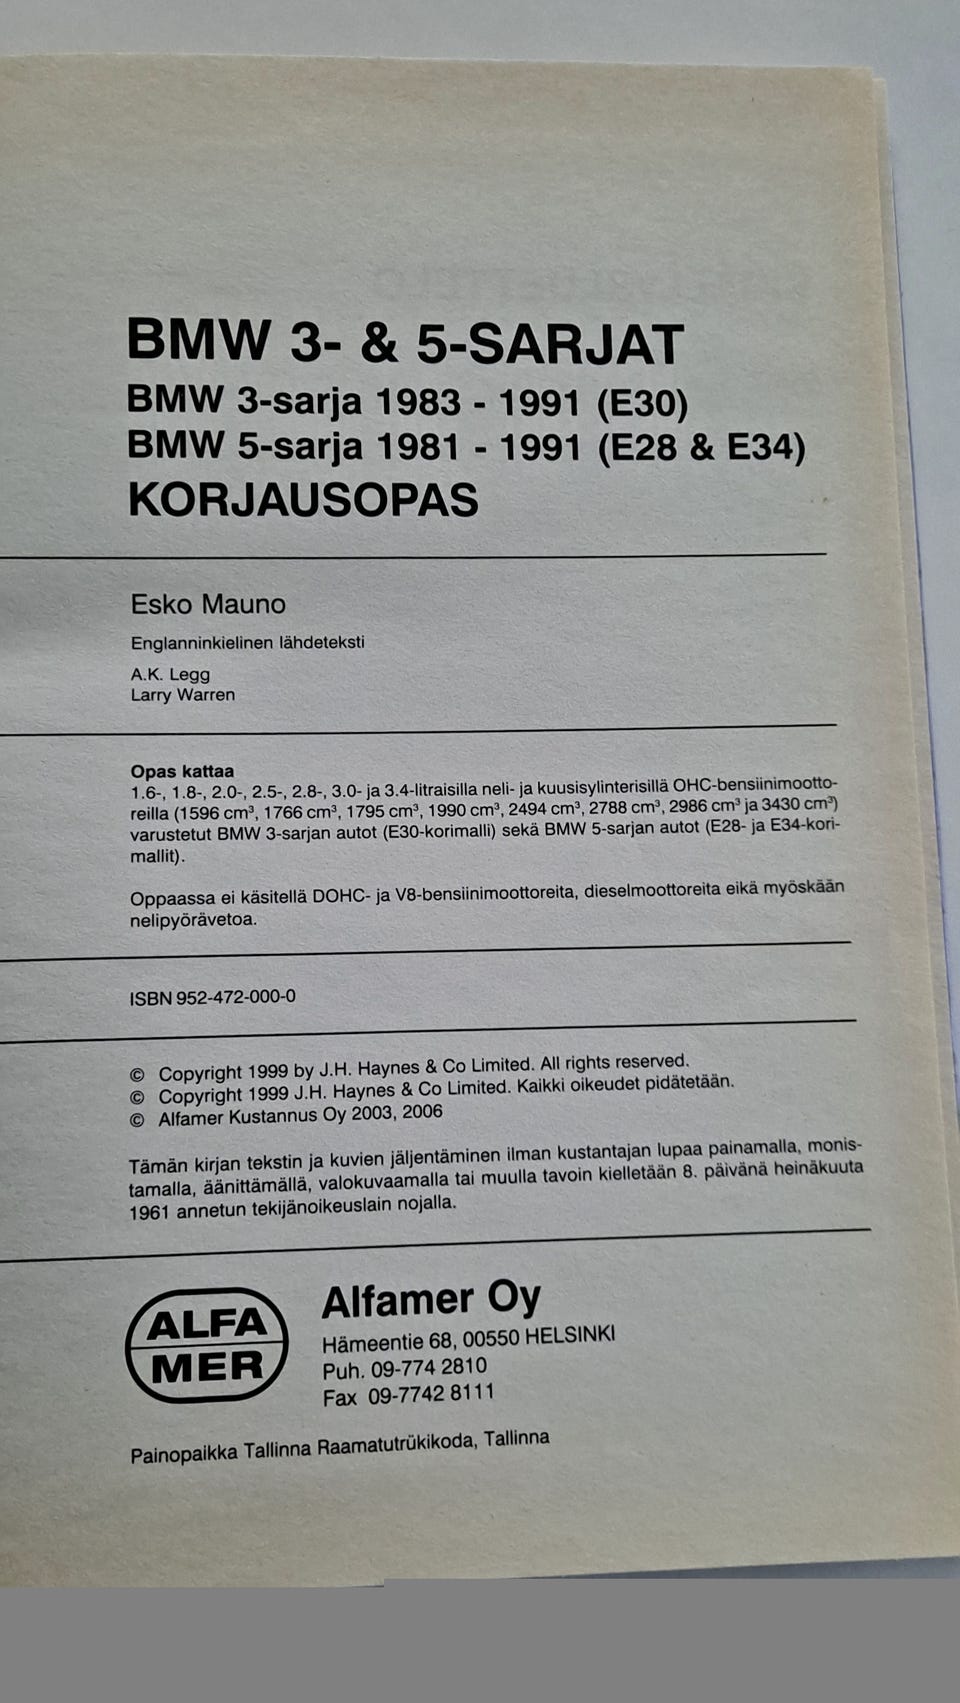 BMW 3- & 5-SARJAT
BMW 3-sarja 1983 - 1991 (E30)
BMW 5-sarja 1981 - 1991 (E28 & E34)
KORJAUSOPAS
Esko Mauno
Englanninkielinen lähdeteksti
A.K. Legg
Larry Warren
Opas kattaa
1.6-, 1.8-, 2.0-, 2.5-, 2.8-, 3.0- ja 3.4-litraisilla neli- ja kuusisylinterisillä OHC-bensiinimootto-
reilla (1596 cm³, 1766 cm³, 1795 cm³, 1990 cm³, 2494 cm³, 2788 cm³, 2986 cm³ ja 3430 cm³)
varustetut BMW 3-sarjan autot (E30-korimalli) sekä BMW 5-sarjan autot (E28- ja E34-kori-
mallit).
Oppaassa ei käsitellä DOHC- ja V8-bensiinimoottoreita, dieselmoottoreita eikä myöskään
nelipyörävetoa.
ISBN 952-472-000-0
© Copyright 1999 by J.H. Haynes & Co Limited. All rights reserved.
© Copyright 1999 J.H. Haynes & Co Limited. Kaikki oikeudet pidätetään.
© Alfamer Kustannus Oy 2003, 2006
Tämän kirjan tekstin ja kuvien jäljentäminen ilman kustantajan lupaa painamalla, monis-
tamalla, äänittämällä, valokuvaamalla tai muulla tavoin kielletään 8. päivänä heinäkuuta
1961 annetun tekijänoikeuslain nojalla.
ALFA
MER
Alfamer Oy
Hämeentie 68, 00550 HELSINKI
Puh. 09-774 2810
Fax 09-7742 8111
Painopaikka Tallinna Raamatutrükikoda, Tallinna